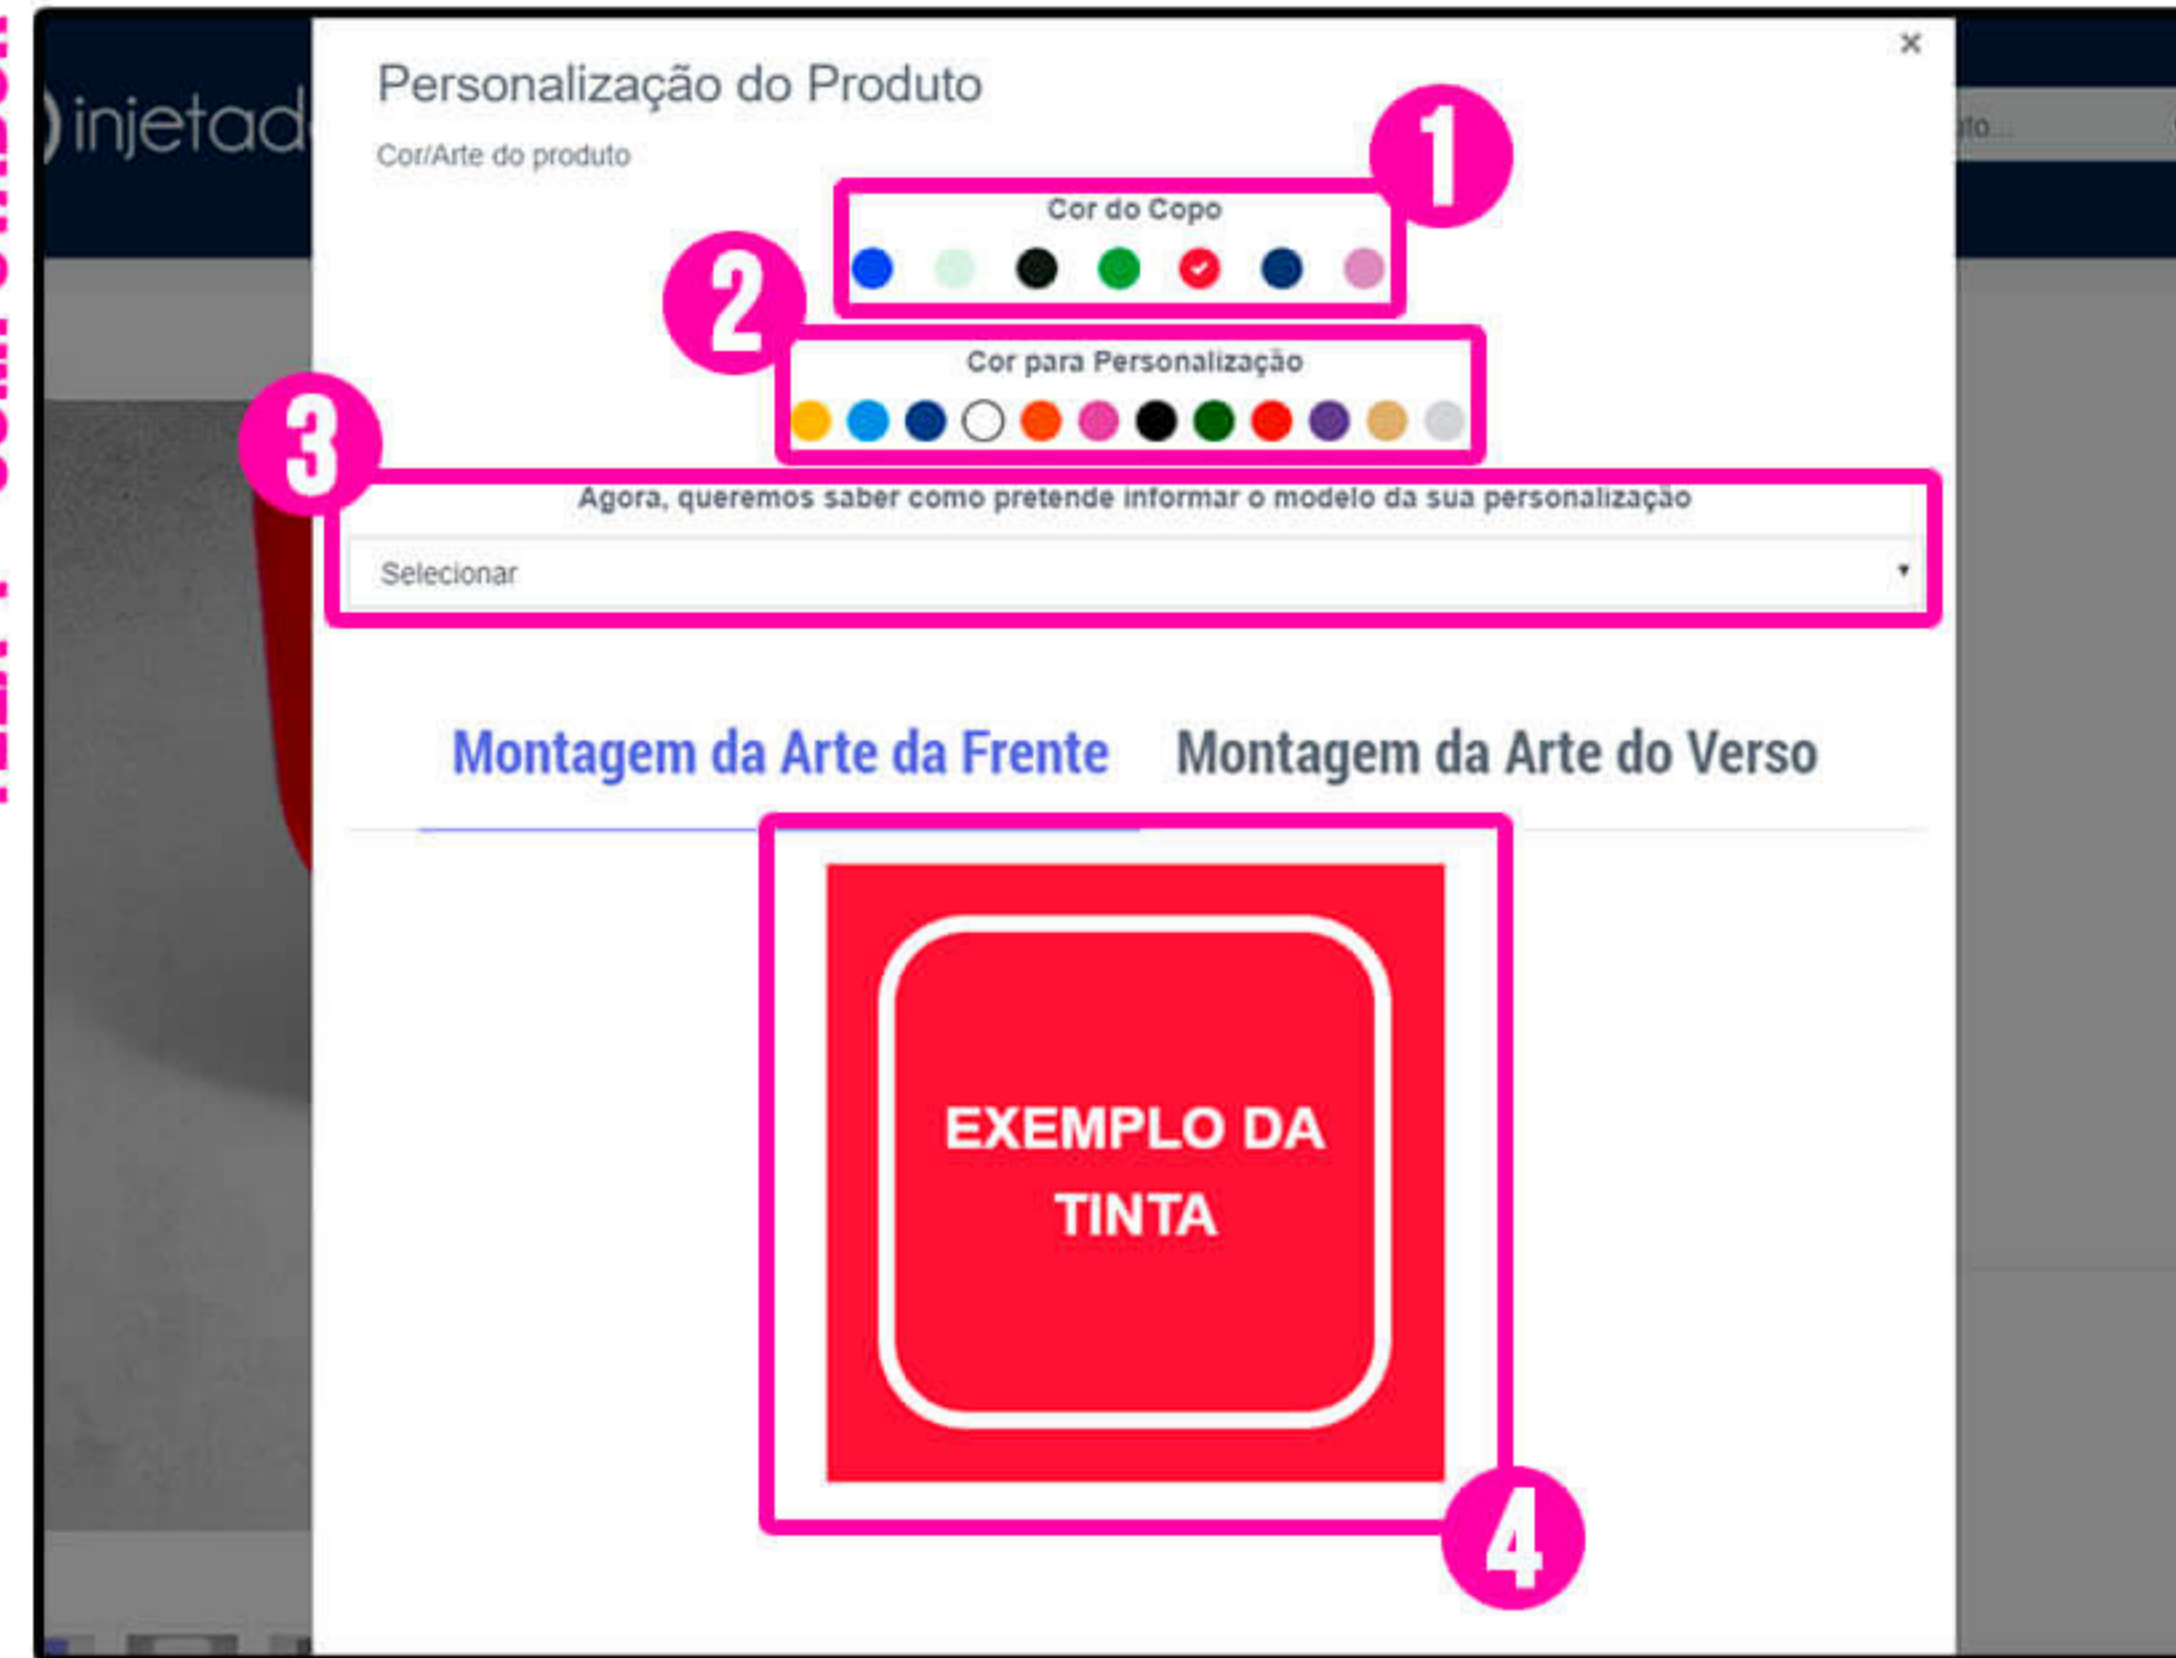 Personalização do Produto
Cor/Arte do produto
1
Cor do Copo
2
Cor para Personalização
3
Agora, queremos saber como pretende informar o modelo da sua personalização
Selecionar
Montagem da Arte da Frente
Montagem da Arte do Verso
EXEMPLO DA
TINTA
4